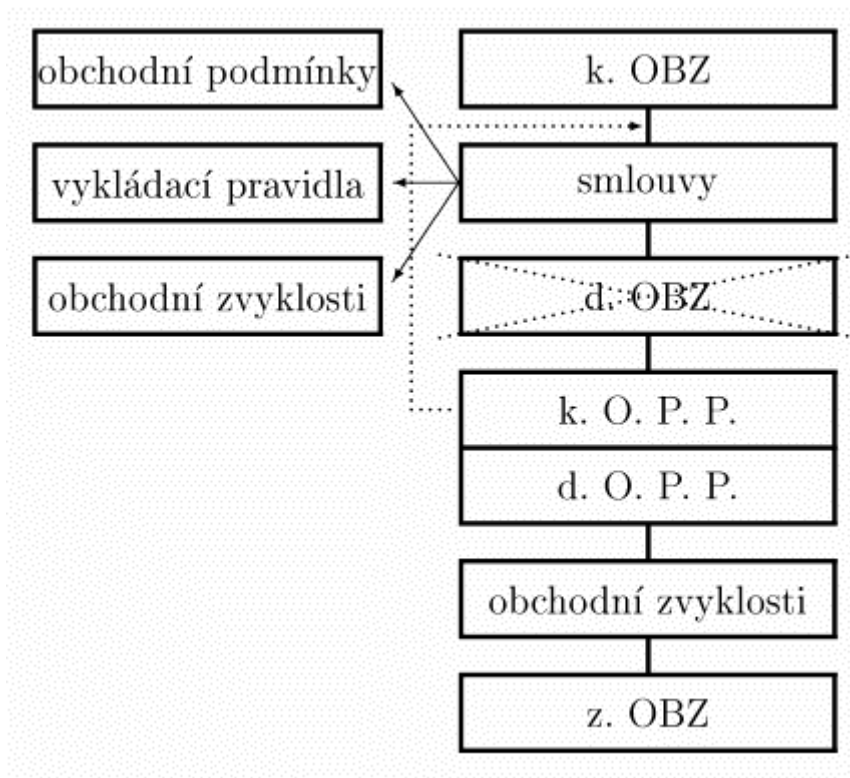 obchodní podmínky
vykládací pravidla
obchodní zvyklosti
k. OBZ
smlouvy
d. OBZ
k. O. P. P.
d. O. P. P.
obchodní zvyklosti
z. OBZ